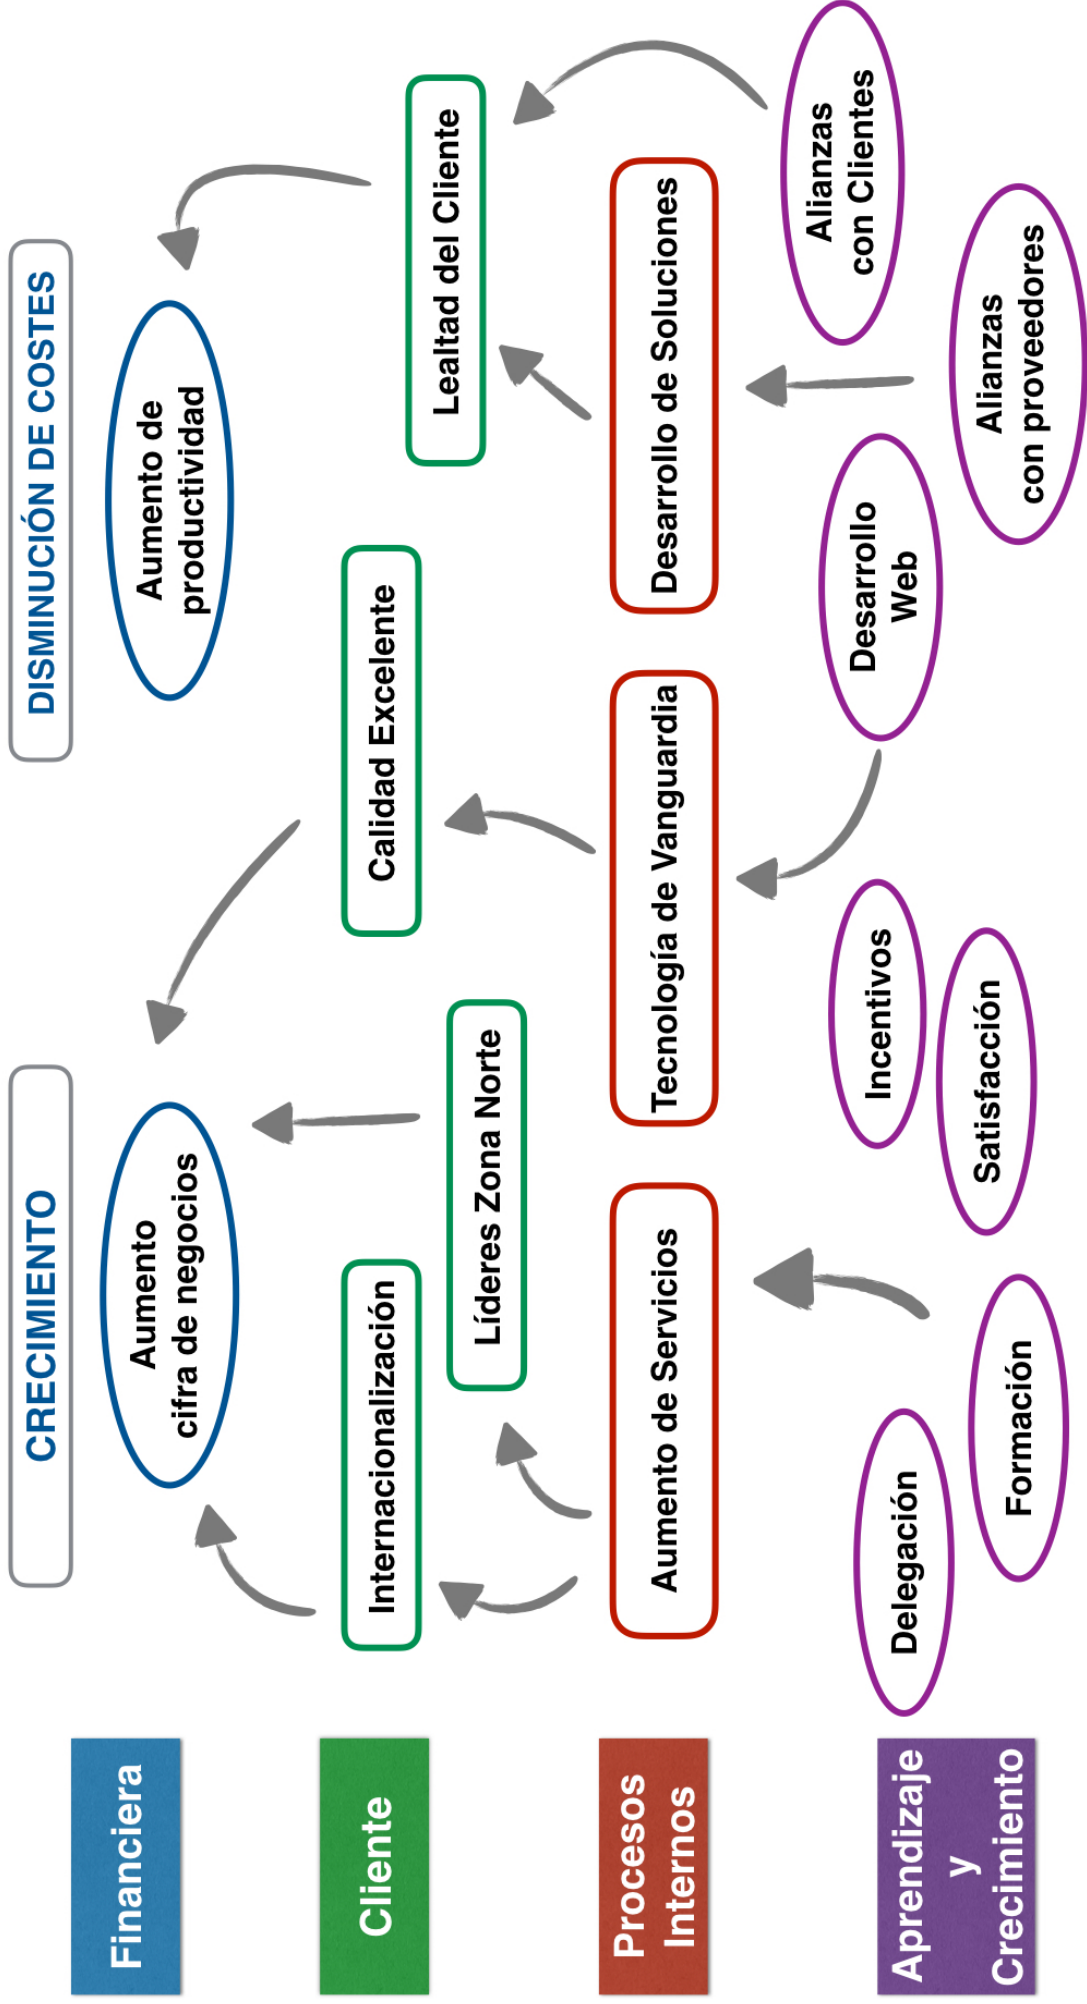 CRECIMIENTO
DISMINUCIÓN DE COSTES
Financiera
Aumento
cifra de negocios
Aumento de
productividad
Cliente
Internacionalización
Líderes Zona Norte
Calidad Excelente
Lealtad del Cliente
Procesos
Internos
Aumento de Servicios
Tecnología de Vanguardia
Desarrollo de Soluciones
Aprendizaje
y
Crecimiento
Delegación
Formación
Incentivos
Satisfacción
Desarrollo
Web
Alianzas
con proveedores
Alianzas
con Clientes